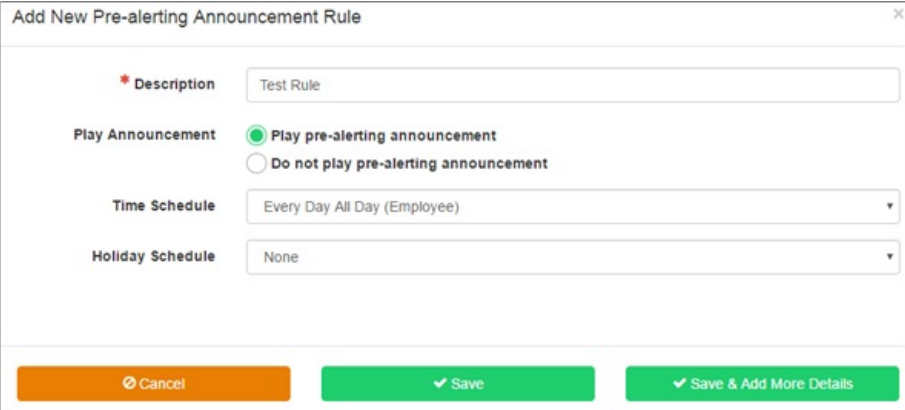 Add New Pre-alerting Announcement Rule ×
* Description Test Rule
Play Announcement Play pre-alerting announcement
Do not play pre-alerting announcement
Time Schedule Every Day All Day (Employee)
Holiday Schedule None
Cancel Save Save & Add More Details